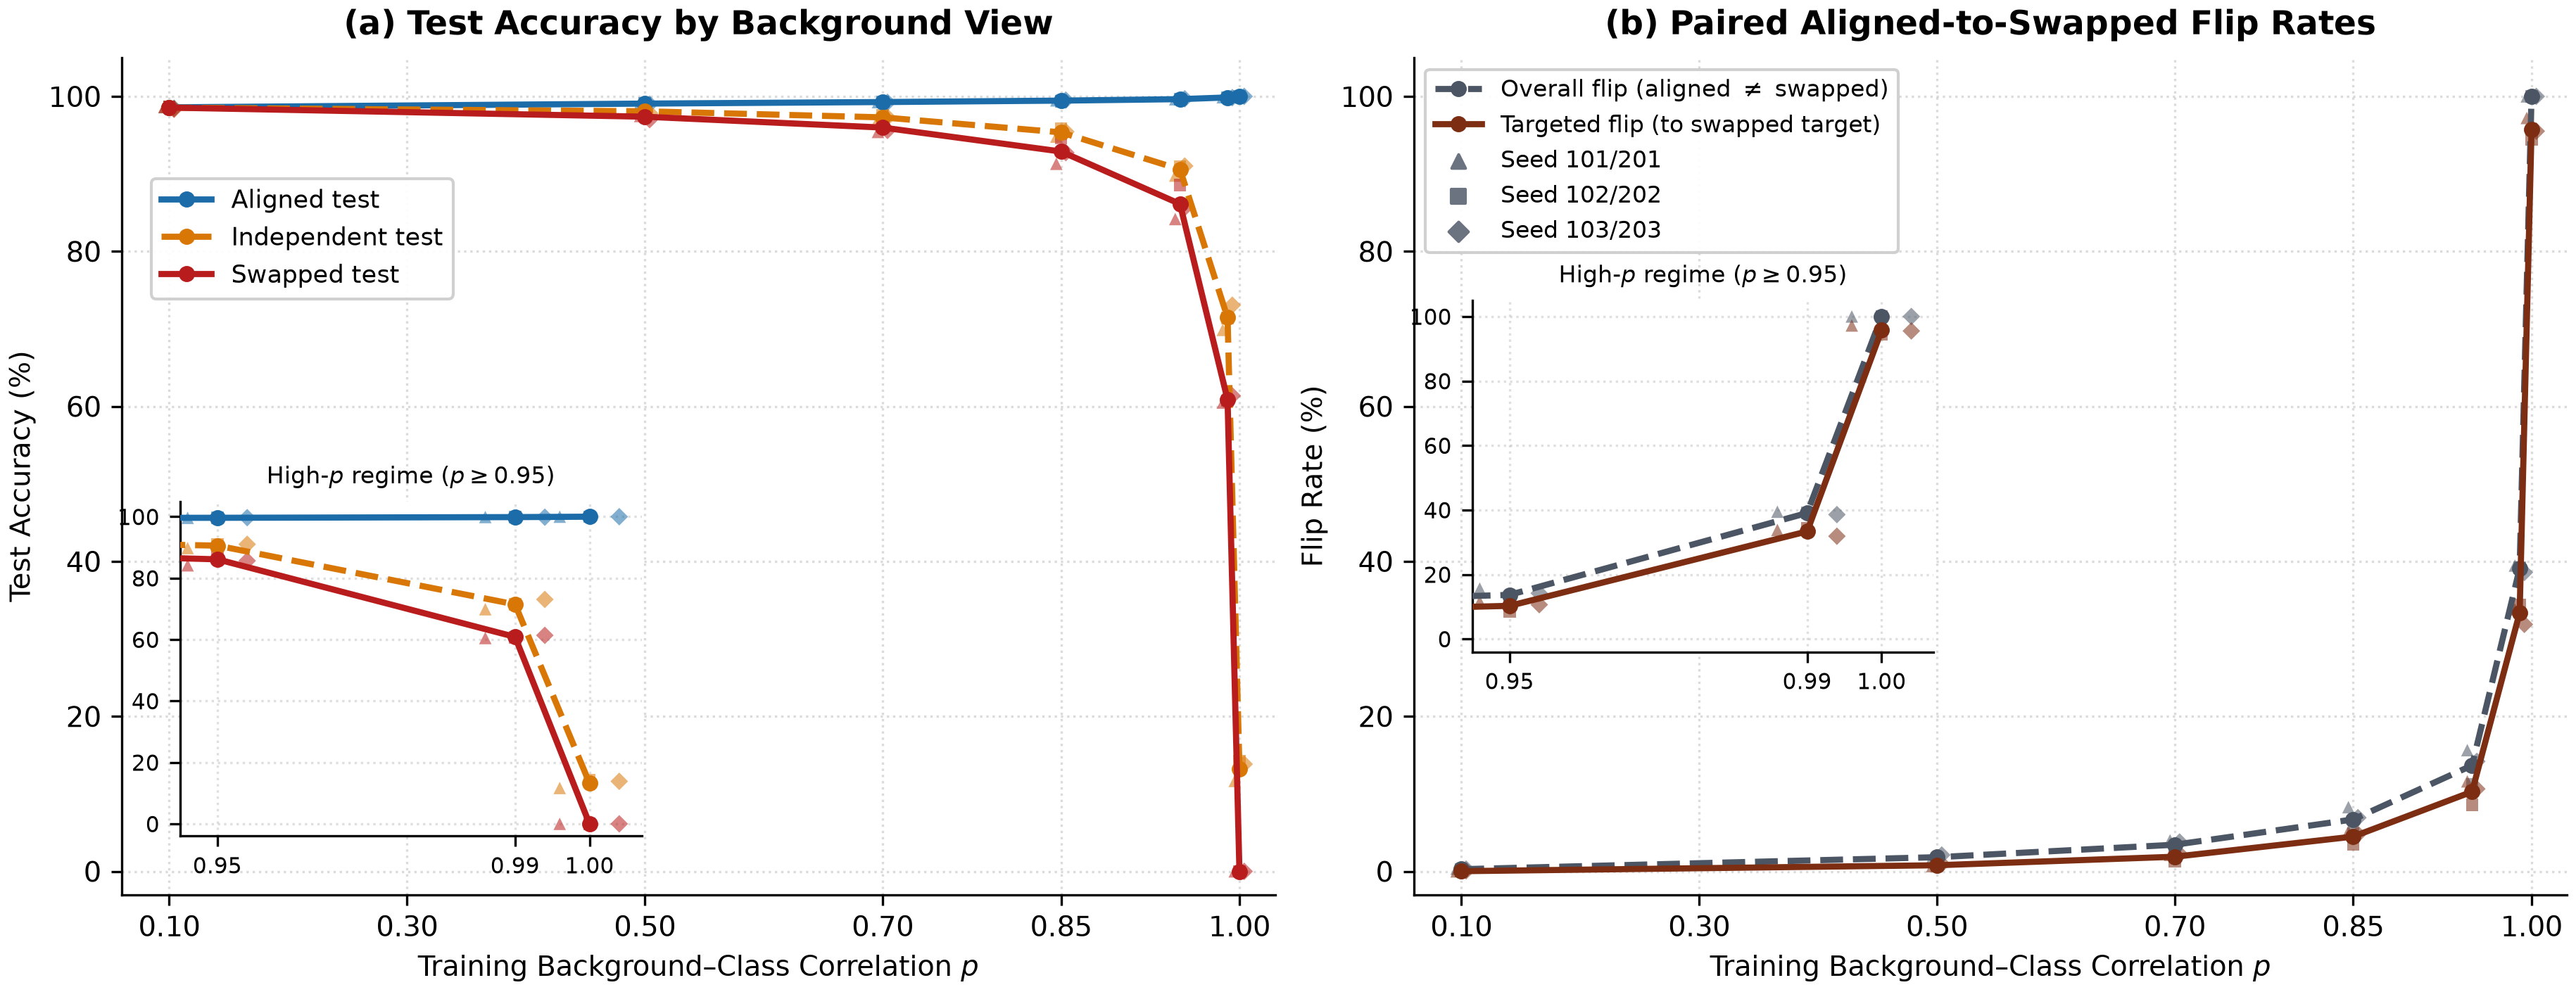 (a) Test Accuracy by Background View
Test Accuracy (%)
100
80
60
40
20
0
Aligned test
Independent test
Swapped test
High-p regime (p ≥ 0.95)
100
80
60
40
20
0
0.95 0.99 1.00
0.10 0.30 0.50 0.70 0.85 1.00
Training Background–Class Correlation p
(b) Paired Aligned-to-Swapped Flip Rates
Flip Rate (%)
100
80
60
40
20
0
Overall flip (aligned ≠ swapped)
Targeted flip (to swapped target)
Seed 101/201
Seed 102/202
Seed 103/203
High-p regime (p ≥ 0.95)
100
80
60
40
20
0
0.95 0.99 1.00
0.10 0.30 0.50 0.70 0.85 1.00
Training Background–Class Correlation p